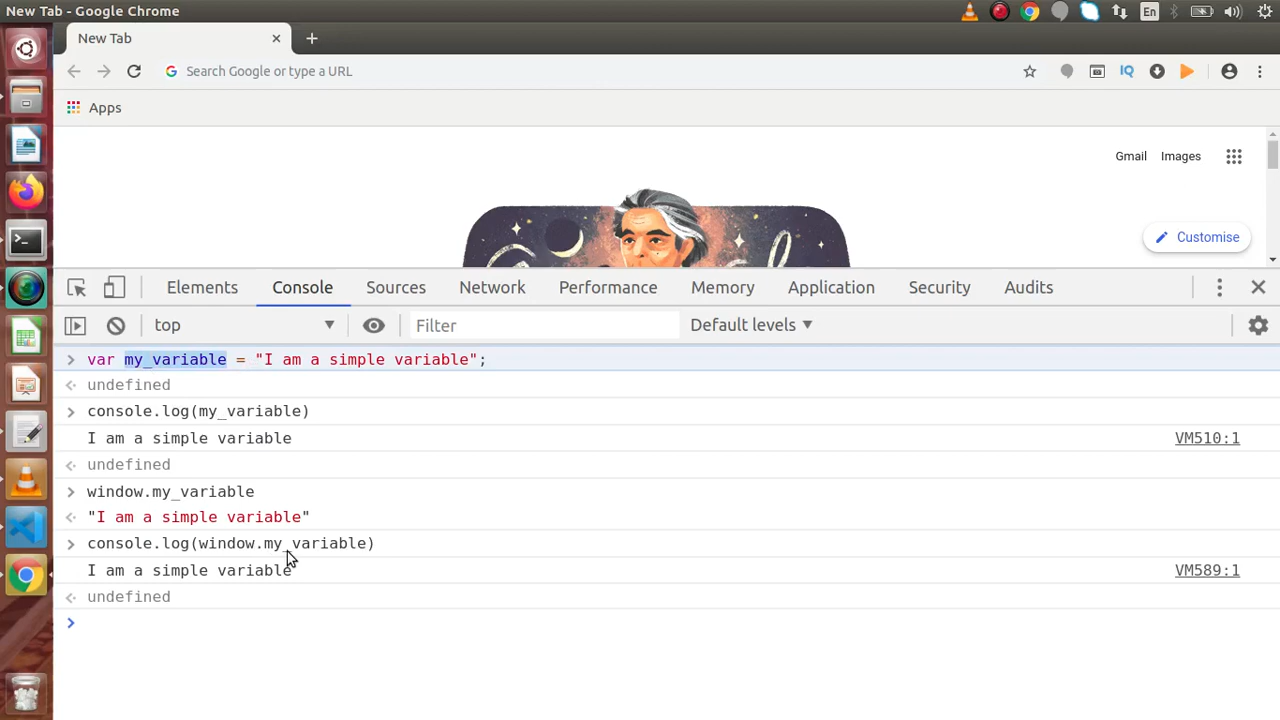 New Tab - Google Chrome
En
New Tab
Search Google or type a URL
IQ
Apps
Gmail Images
Customise
Elements Console Sources Network Performance Memory Application Security Audits
top Filter Default levels
> var my_variable = "I am a simple variable";
undefined
> console.log(my_variable)
I am a simple variable VM510:1
undefined
> window.my_variable
"I am a simple variable"
> console.log(window.my_variable)
I am a simple variable VM589:1
undefined
>